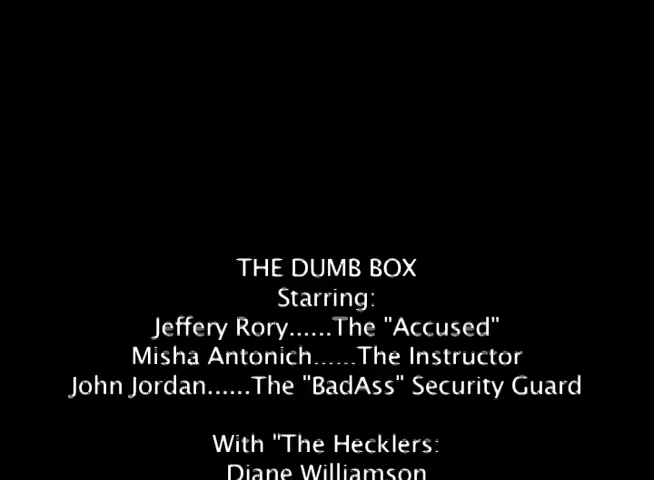 THE DUMB BOX
Starring:
Jeffery Rory......The "Accused"
Misha Antonich......The Instructor
John Jordan......The "BadAss" Security Guard
With "The Hecklers:
Diane Williamson